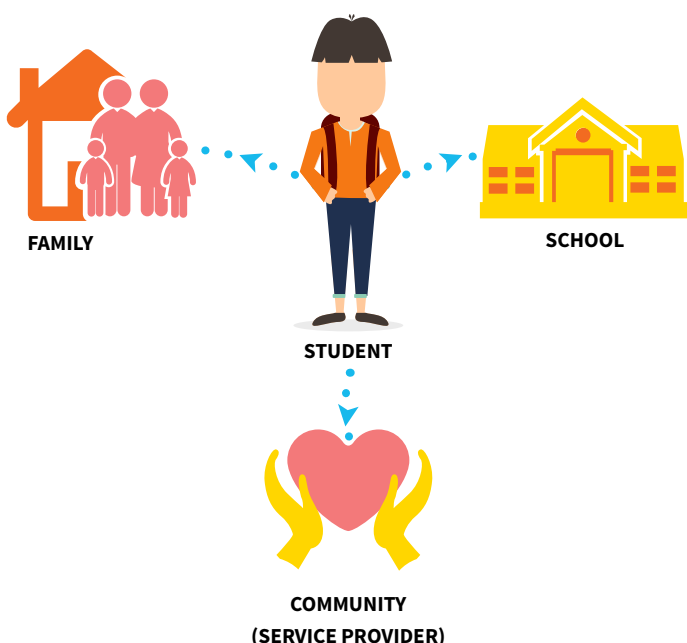 FAMILY
SCHOOL
STUDENT
COMMUNITY
(SERVICE PROVIDER)